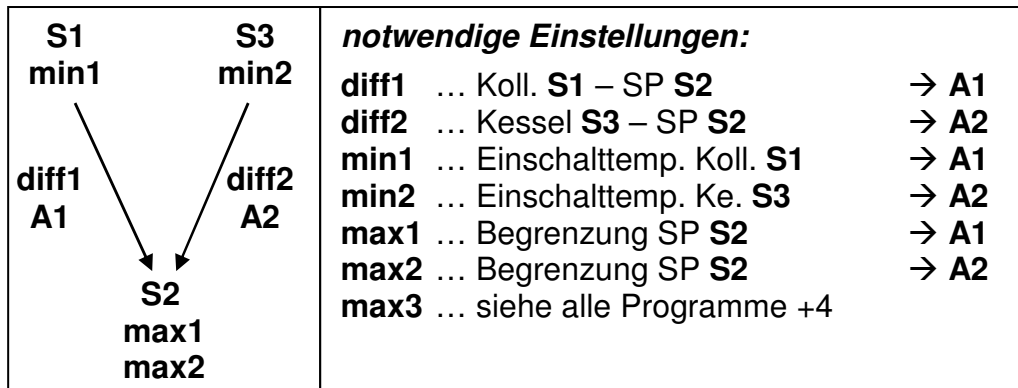 S1 S3
min1 min2
diff1 diff2
A1 A2
S2
max1
max2
notwendige Einstellungen:
diff1 … Koll. S1 – SP S2 → A1
diff2 … Kessel S3 – SP S2 → A2
min1 … Einschalttemp. Koll. S1 → A1
min2 … Einschalttemp. Ke. S3 → A2
max1 … Begrenzung SP S2 → A1
max2 … Begrenzung SP S2 → A2
max3 … siehe alle Programme +4